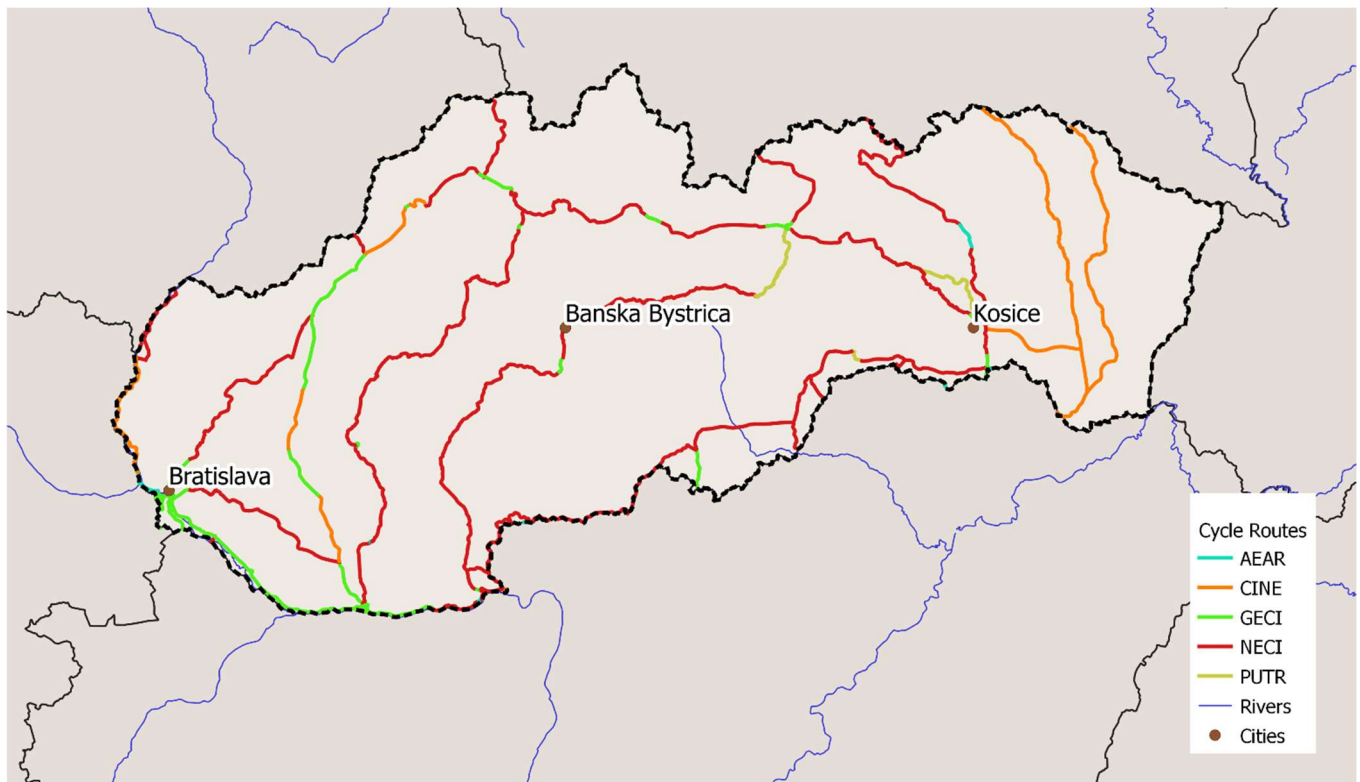 Banska Bystrica
Kosice
Bratislava
Cycle Routes
AEAR
CINE
GECI
NECI
PUTR
Rivers
Cities